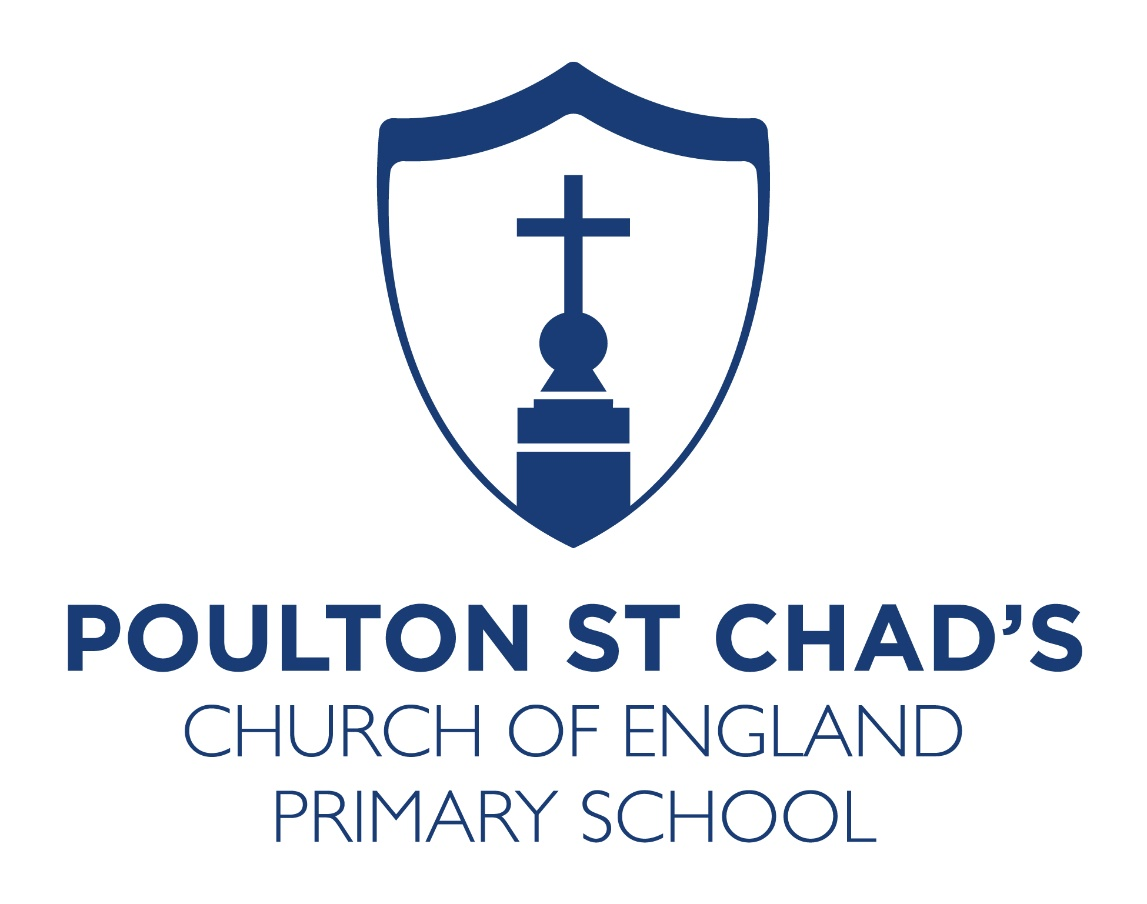 POULTON ST CHAD’S
CHURCH OF ENGLAND
PRIMARY SCHOOL